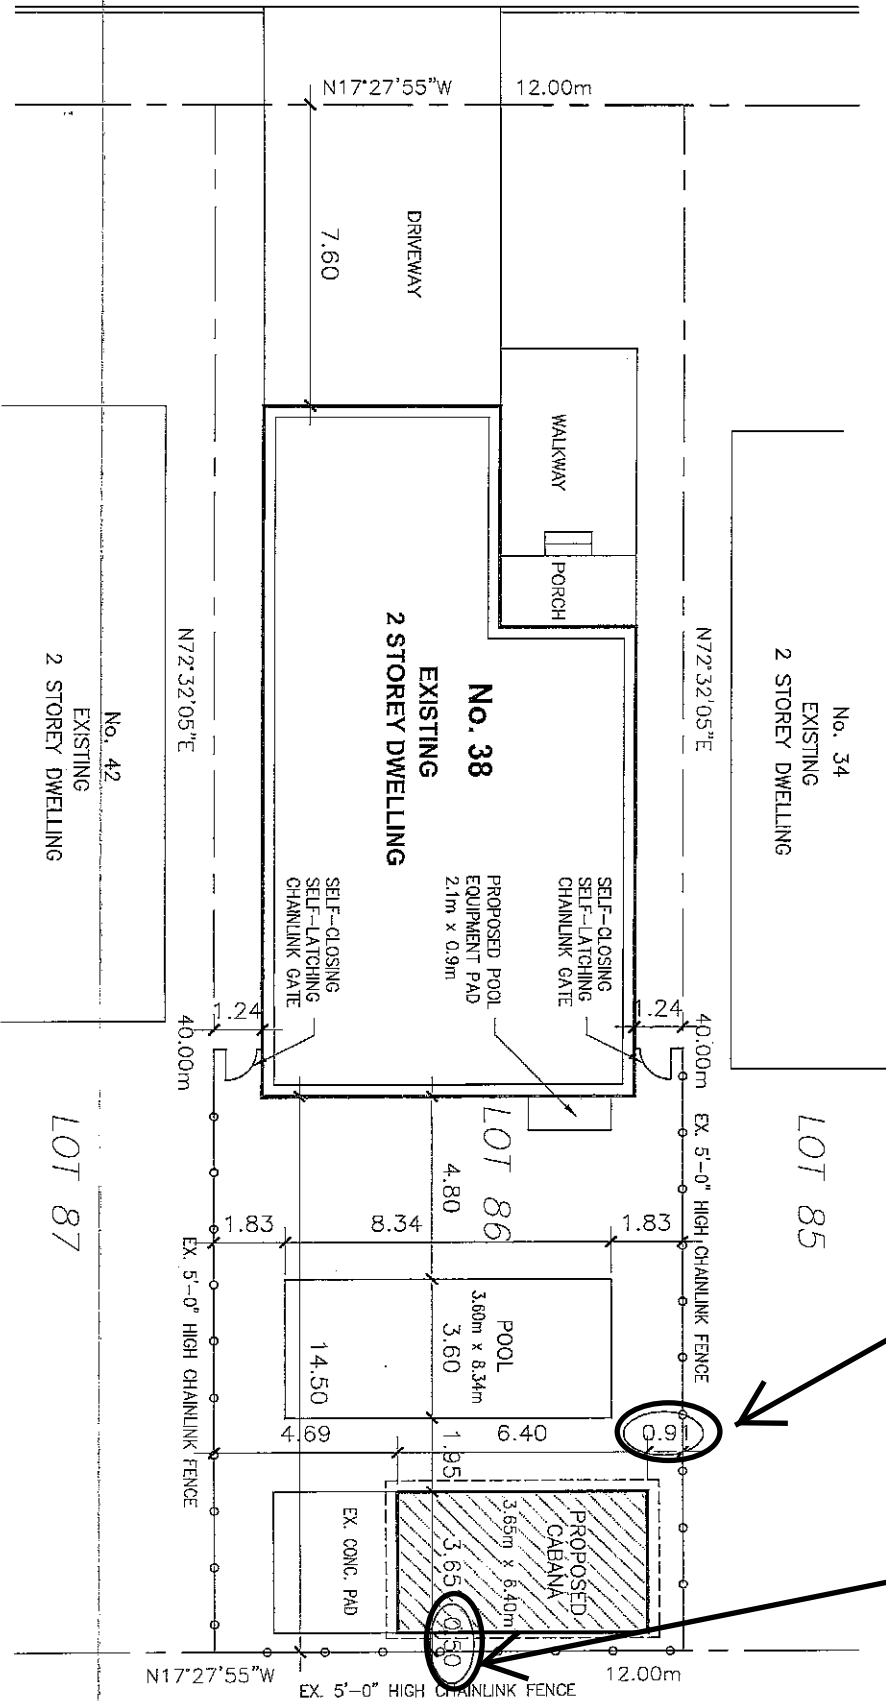 N17°27'55"W 12.00m
DRIVEWAY
7.60
WALKWAY
PORCH
No. 34
EXISTING
2 STOREY DWELLING
N72°32'05"E
No. 38
EXISTING
2 STOREY DWELLING
N72°32'05"E
No. 42
EXISTING
2 STOREY DWELLING
SELF-CLOSING
SELF-LATCHING
CHAINLINK GATE
PROPOSED POOL
EQUIPMENT PAD
2.1m x 0.9m
SELF-CLOSING
SELF-LATCHING
CHAINLINK GATE
1.24
1.24
40.00m
40.00m
LOT 85
LOT 86
LOT 87
EX. 5'-0" HIGH CHAINLINK FENCE
EX. 5'-0" HIGH CHAINLINK FENCE
4.80
1.83
8.34
1.83
POOL
3.60m x 8.34m
3.60
14.50
4.69
1.95
6.40
0.91
PROPOSED
CABANA
3.65m x 6.40m
3.65
0.50
EX. CONC. PAD
N17°27'55"W
12.00m
EX. 5'-0" HIGH CHAINLINK FENCE